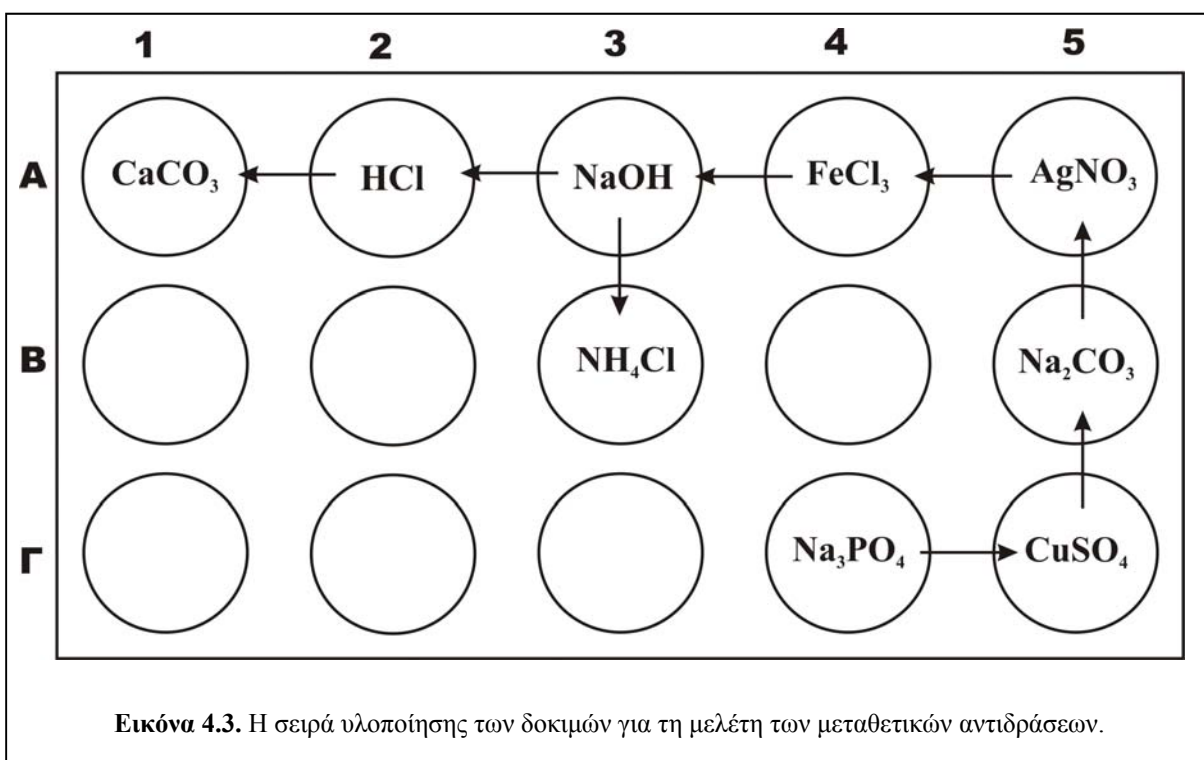 1 2 3 4 5
Α CaCO₃ HCl NaOH FeCl₃ AgNO₃
Β NH₄Cl Na₂CO₃
Γ Na₃PO₄ CuSO₄
Εικόνα 4.3. Η σειρά υλοποίησης των δοκιμών για τη μελέτη των μεταθετικών αντιδράσεων.